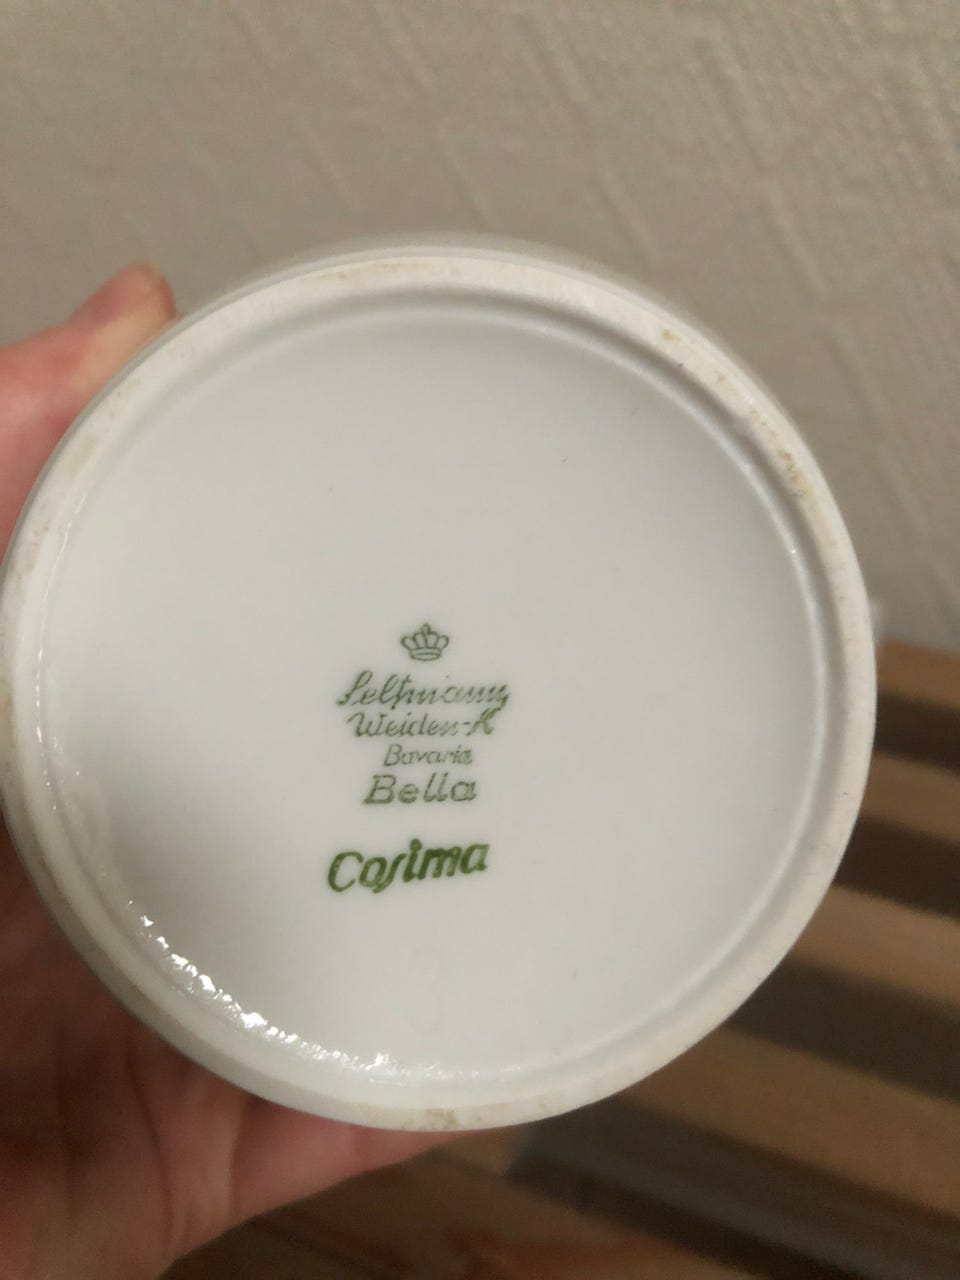 Seltmann
Weiden-K
Bavaria
Bella
Cosima